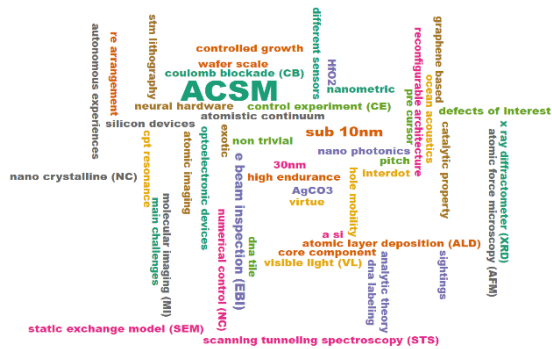 controlled growth
wafer scale
coulomb blockade (CB)
ACSM
neural hardware
atomistic continuum
control experiment (CE)
silicon devices
non trivial
sub 10nm
nano photonics
30nm
pitch
high endurance
interdot
AgCO3
virtue
nano crystalline (NC)
a si
atomic layer deposition (ALD)
core component
visible light (VL)
static exchange model (SEM)
scanning tunneling spectroscopy (STS)
nanometric
defects of interest
autonomous experiences
re arrangement
stm lithography
different sensors
HfO2
pre cursor
reconfigurable architecture
ocean acoustics
graphene based
catalytic property
atomic force microscopy (AFM)
x ray diffractometer (XRD)
cpt resonance
main challenges
molecular imaging (MI)
atomic imaging
optoelectronic devices
exotic
numerical control (NC)
e beam inspection (EBI)
dna tile
hole mobility
dna labeling
analytic theory
sightings